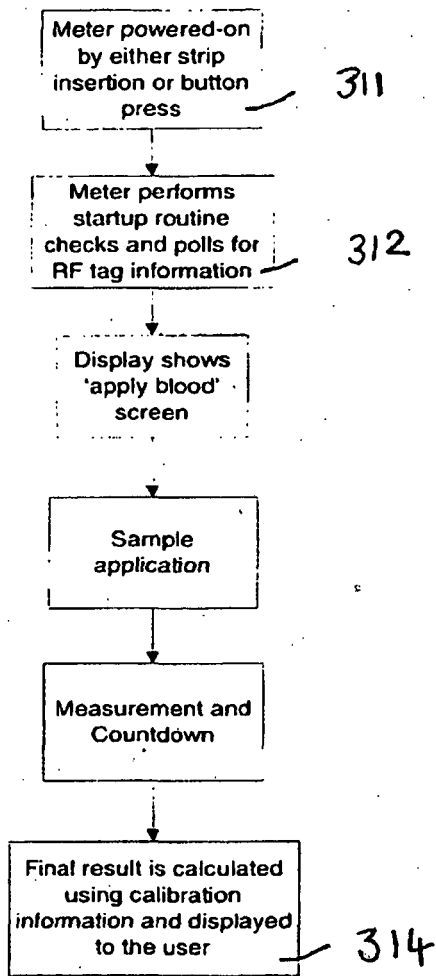 Meter powered-on
by either strip
insertion or button
press
311
Meter performs
startup routine
checks and polls for
RF tag information
312
Display shows
'apply blood'
screen
Sample
application
Measurement and
Countdown
Final result is calculated
using calibration
information and displayed
to the user
314